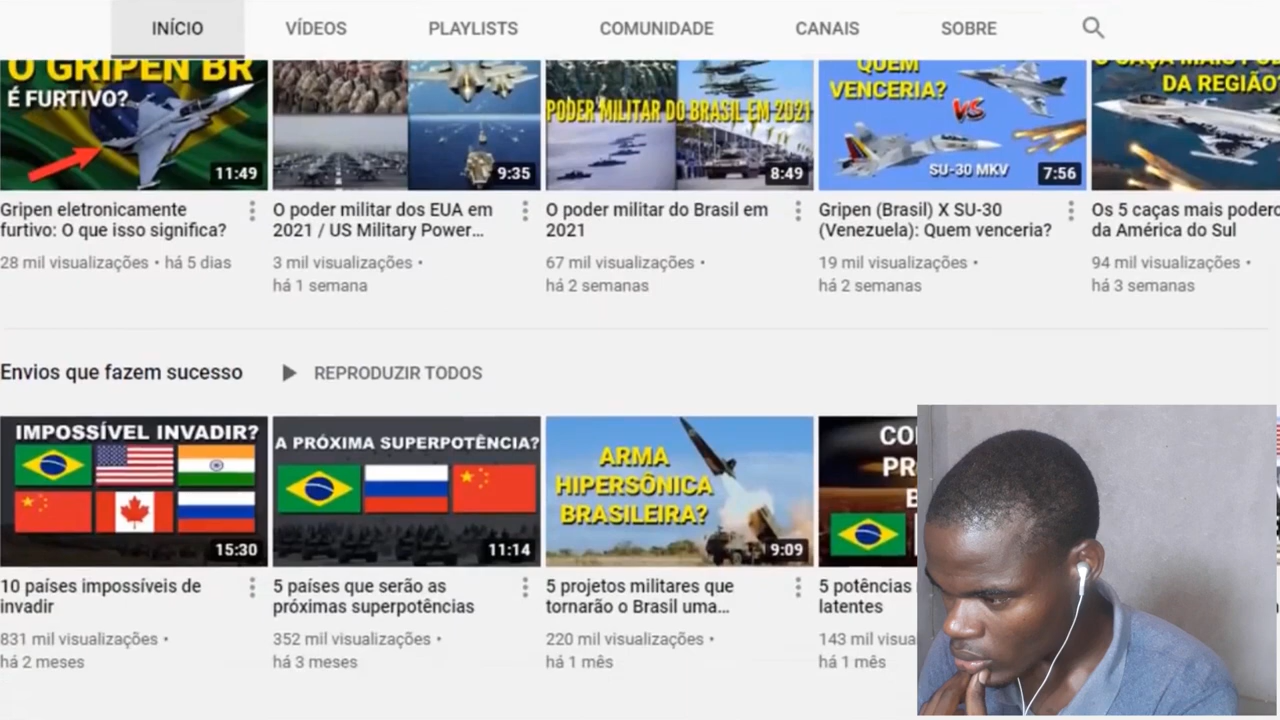 INÍCIO
VÍDEOS
PLAYLISTS
COMUNIDADE
CANAIS
SOBRE
O GRIPEN BR
É FURTIVO?
11:49
9:35
PODER MILITAR DO BRASIL EM 2021
8:49
QUEM
VENCERIA?
VS
SU-30 MKV
7:56
DA REGIÃO
Gripen eletronicamente
furtivo: O que isso significa?
28 mil visualizações • há 5 dias
O poder militar dos EUA em
2021 / US Military Power...
3 mil visualizações •
há 1 semana
O poder militar do Brasil em
2021
67 mil visualizações •
há 2 semanas
Gripen (Brasil) X SU-30
(Venezuela): Quem venceria?
19 mil visualizações •
há 2 semanas
Os 5 caças mais podero
da América do Sul
94 mil visualizações •
há 3 semanas
Envios que fazem sucesso
REPRODUZIR TODOS
IMPOSSÍVEL INVADIR?
15:30
A PRÓXIMA SUPERPOTÊNCIA?
11:14
ARMA
HIPERSÔNICA
BRASILEIRA?
9:09
CO
PR
10 países impossíveis de
invadir
831 mil visualizações •
há 2 meses
5 países que serão as
próximas superpotências
352 mil visualizações •
há 3 meses
5 projetos militares que
tornarão o Brasil uma...
220 mil visualizações •
há 1 mês
5 potências
latentes
143 mil visua
há 1 mês